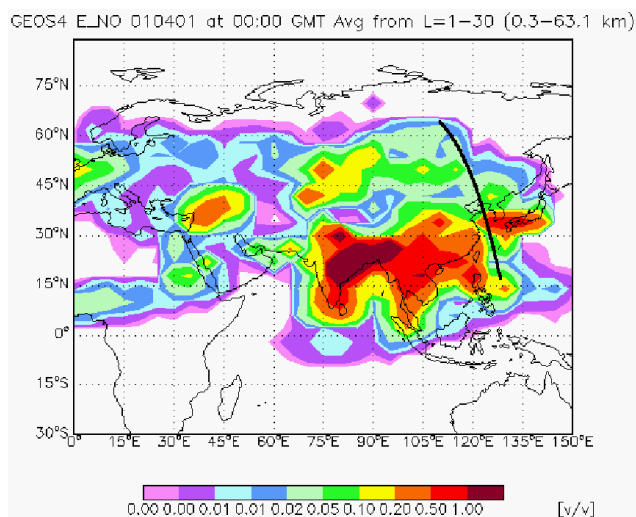 GEOS4 E_NO 010401 at 00:00 GMT Avg from L=1-30 (0.3-63.1 km)
75°N
60°N
45°N
30°N
15°N
0°
15°S
30°S
0° 15°E 30°E 45°E 60°E 75°E 90°E 105°E 120°E 135°E 150°E
0.00 0.00 0.01 0.01 0.02 0.05 0.10 0.20 0.50 1.00 [v/v]